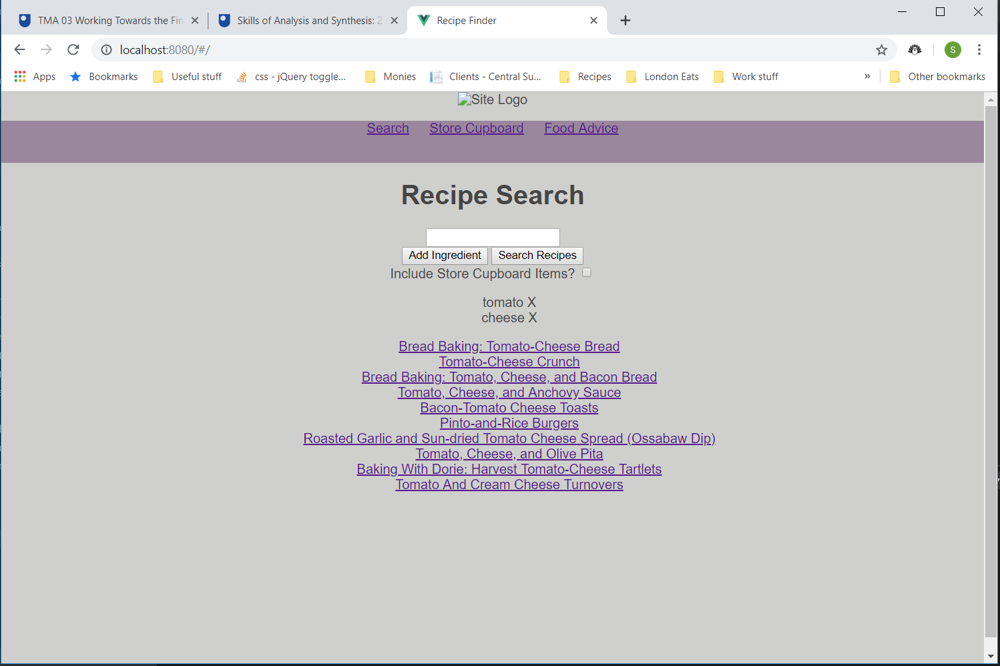 TMA 03 Working Towards the Fin
Skills of Analysis and Synthesis: 2
Recipe Finder
localhost:8080/#/
S
Apps
Bookmarks
Useful stuff
css - jQuery toggle...
Monies
Clients - Central Su...
Recipes
London Eats
Work stuff
»
Other bookmarks
Site Logo
Search Store Cupboard Food Advice
Recipe Search
Add Ingredient Search Recipes
Include Store Cupboard Items?
tomato X
cheese X
Bread Baking: Tomato-Cheese Bread
Tomato-Cheese Crunch
Bread Baking: Tomato, Cheese, and Bacon Bread
Tomato, Cheese, and Anchovy Sauce
Bacon-Tomato Cheese Toasts
Pinto-and-Rice Burgers
Roasted Garlic and Sun-dried Tomato Cheese Spread (Ossabaw Dip)
Tomato, Cheese, and Olive Pita
Baking With Dorie: Harvest Tomato-Cheese Tartlets
Tomato And Cream Cheese Turnovers